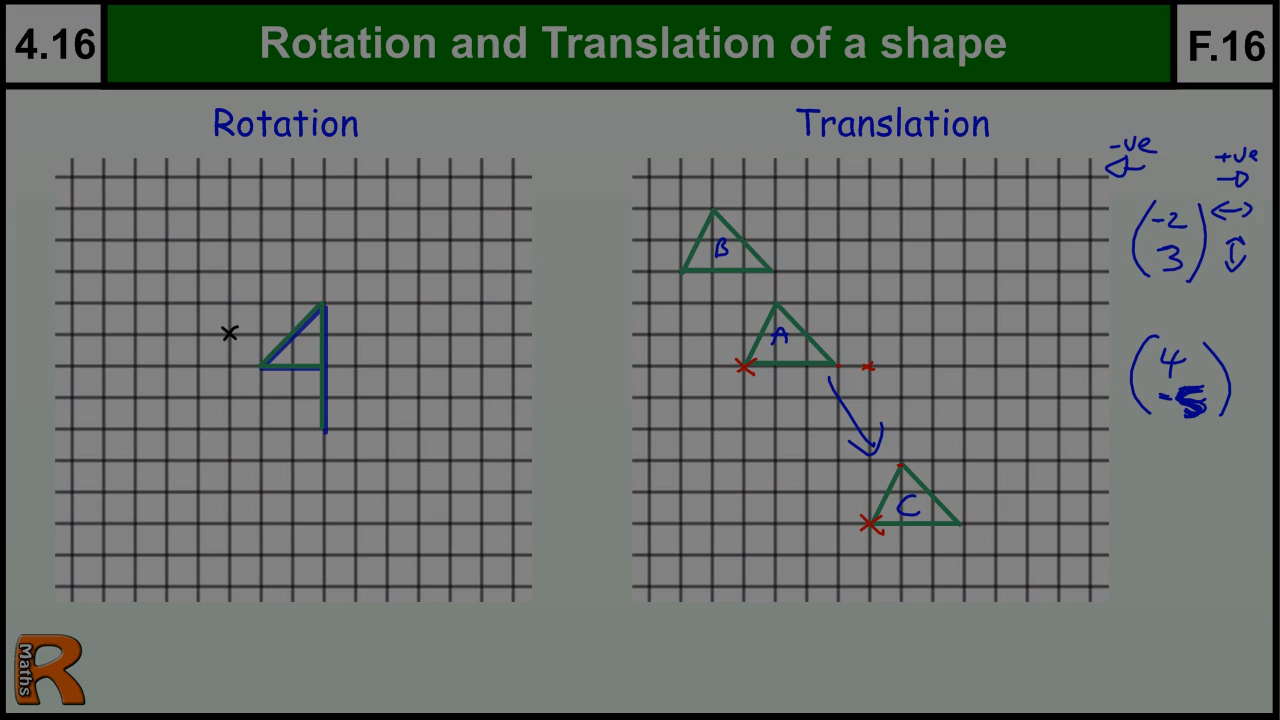 4.16
Rotation and Translation of a shape
F.16
Rotation
Translation
-ve
+ve
-2
3
B
A
4
-5
C
R
Maths